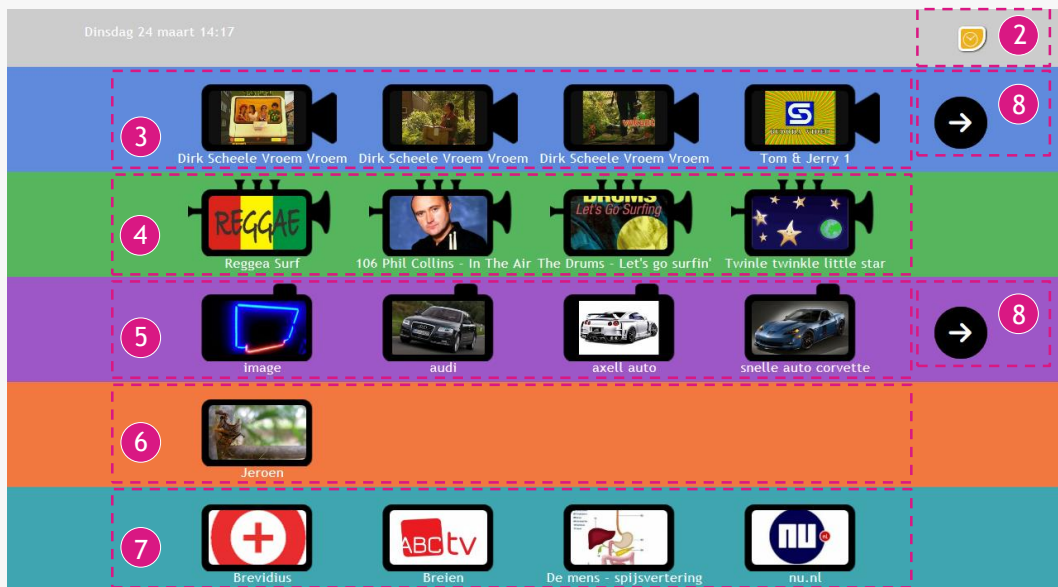 Dinsdag 24 maart 14:17
2
3
Dirk Scheele Vroem Vroem
Dirk Scheele Vroem Vroem
vakant
Dirk Scheele Vroem Vroem
S
Tom & Jerry 1
8
4
REGGAE
Reggea Surf
106 Phil Collins - In The Air
DRUMS
Let's Go Surfing
The Drums - Let's go surfin'
Twinle twinkle little star
5
image
audi
axell auto
snelle auto corvette
8
6
Jeroen
7
Brevidius
ABC tv
Breien
De mens - spijsvertering
nu
nu.nl